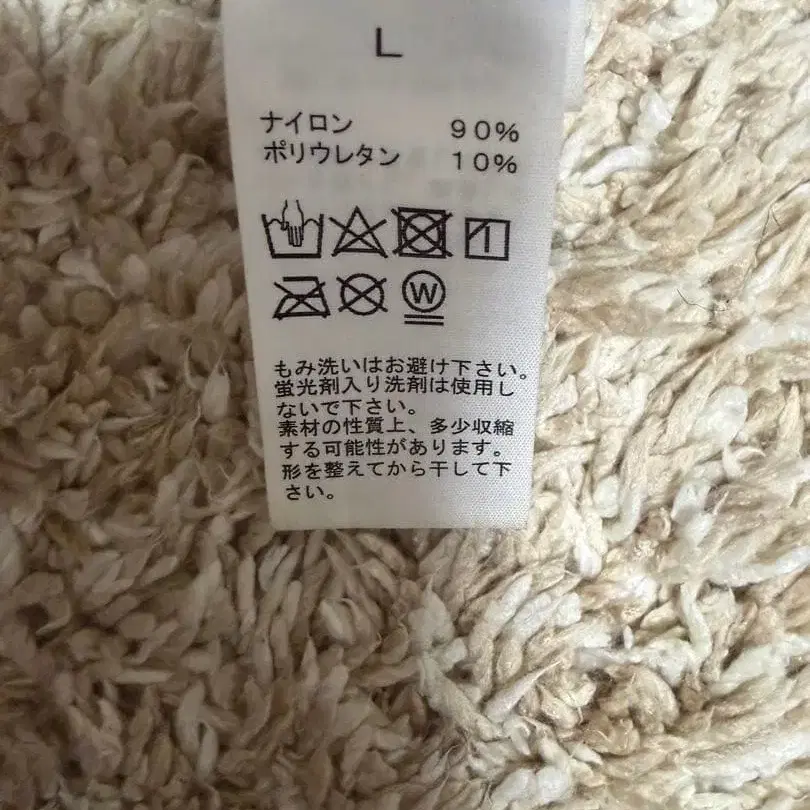 L
ナイロン 90%
ポリウレタン 10%
W
もみ洗いはお避け下さい。
蛍光剤入り洗剤は使用し
ないで下さい。
素材の性質上、多少収縮
する可能性があります。
形を整えてから干して下
さい。